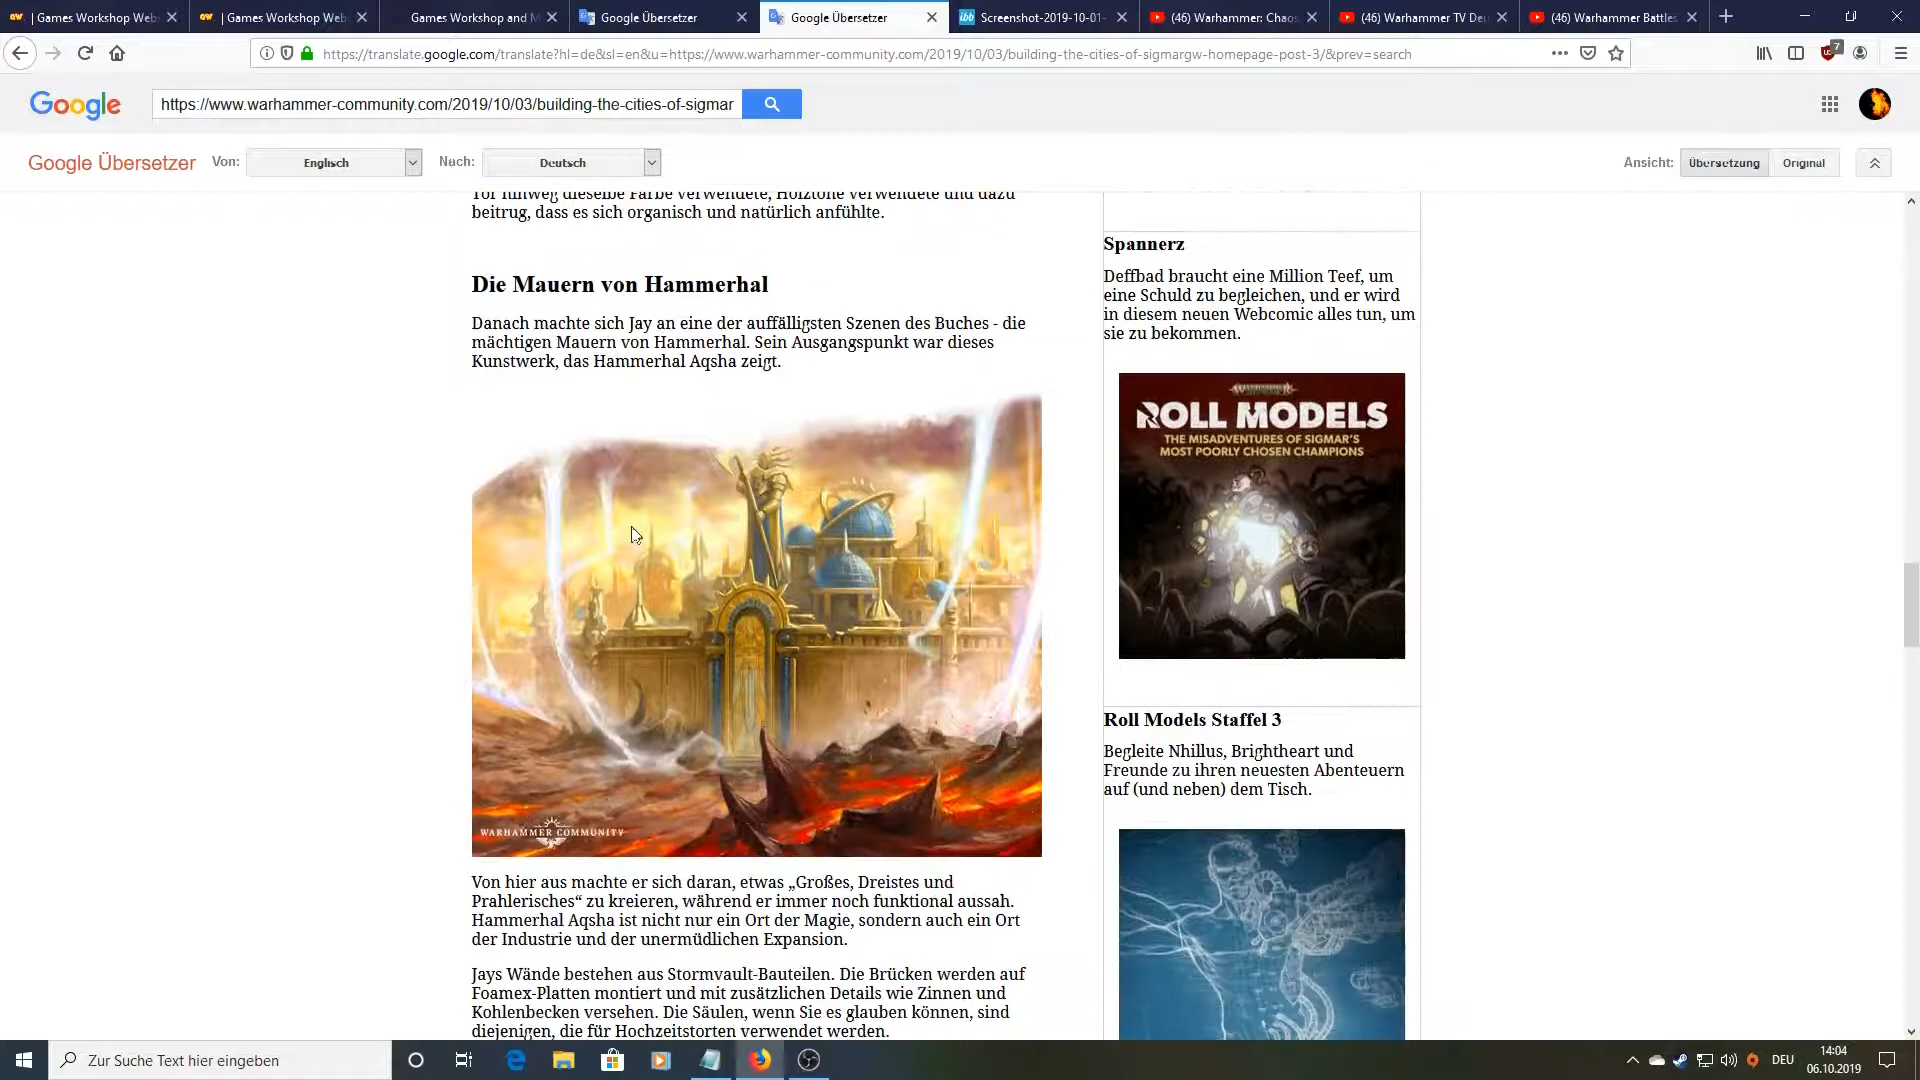 | Games Workshop Web
| Games Workshop Web
Games Workshop and M
Google Übersetzer
Google Übersetzer
ibb
Screenshot-2019-10-01-
(46) Warhammer: Chaos
(46) Warhammer TV Deu
(46) Warhammer Battles
https://translate.google.com/translate?hl=de&sl=en&u=https://www.warhammer-community.com/2019/10/03/building-the-cities-of-sigmargw-homepage-post-3/&prev=search
7
Google
https://www.warhammer-community.com/2019/10/03/building-the-cities-of-sigmar
Google Übersetzer
Von:
Englisch
Nach:
Deutsch
Ansicht:
Übersetzung
Original
Tor hinweg dieselbe Farbe verwendete, Holztöne verwendete und dazu
beitrug, dass es sich organisch und natürlich anfühlte.
Die Mauern von Hammerhal
Danach machte sich Jay an eine der auffälligsten Szenen des Buches - die
mächtigen Mauern von Hammerhal. Sein Ausgangspunkt war dieses
Kunstwerk, das Hammerhal Aqsha zeigt.
WARHAMMER COMMUNITY
Von hier aus machte er sich daran, etwas „Großes, Dreistes und
Prahlerisches“ zu kreieren, während er immer noch funktional aussah.
Hammerhal Aqsha ist nicht nur ein Ort der Magie, sondern auch ein Ort
der Industrie und der unermüdlichen Expansion.
Jays Wände bestehen aus Stormvault-Bauteilen. Die Brücken werden auf
Foamex-Platten montiert und mit zusätzlichen Details wie Zinnen und
Kohlenbecken versehen. Die Säulen, wenn Sie es glauben können, sind
diejenigen, die für Hochzeitstorten verwendet werden.
Spannerz
Deffbad braucht eine Million Teef, um
eine Schuld zu begleichen, und er wird
in diesem neuen Webcomic alles tun, um
sie zu bekommen.
WARHAMMER
ROLL MODELS
THE MISADVENTURES OF SIGMAR'S
MOST POORLY CHOSEN CHAMPIONS
Roll Models Staffel 3
Begleite Nhillus, Brightheart und
Freunde zu ihren neuesten Abenteuern
auf (und neben) dem Tisch.
Zur Suche Text hier eingeben
DEU
14:04
06.10.2019